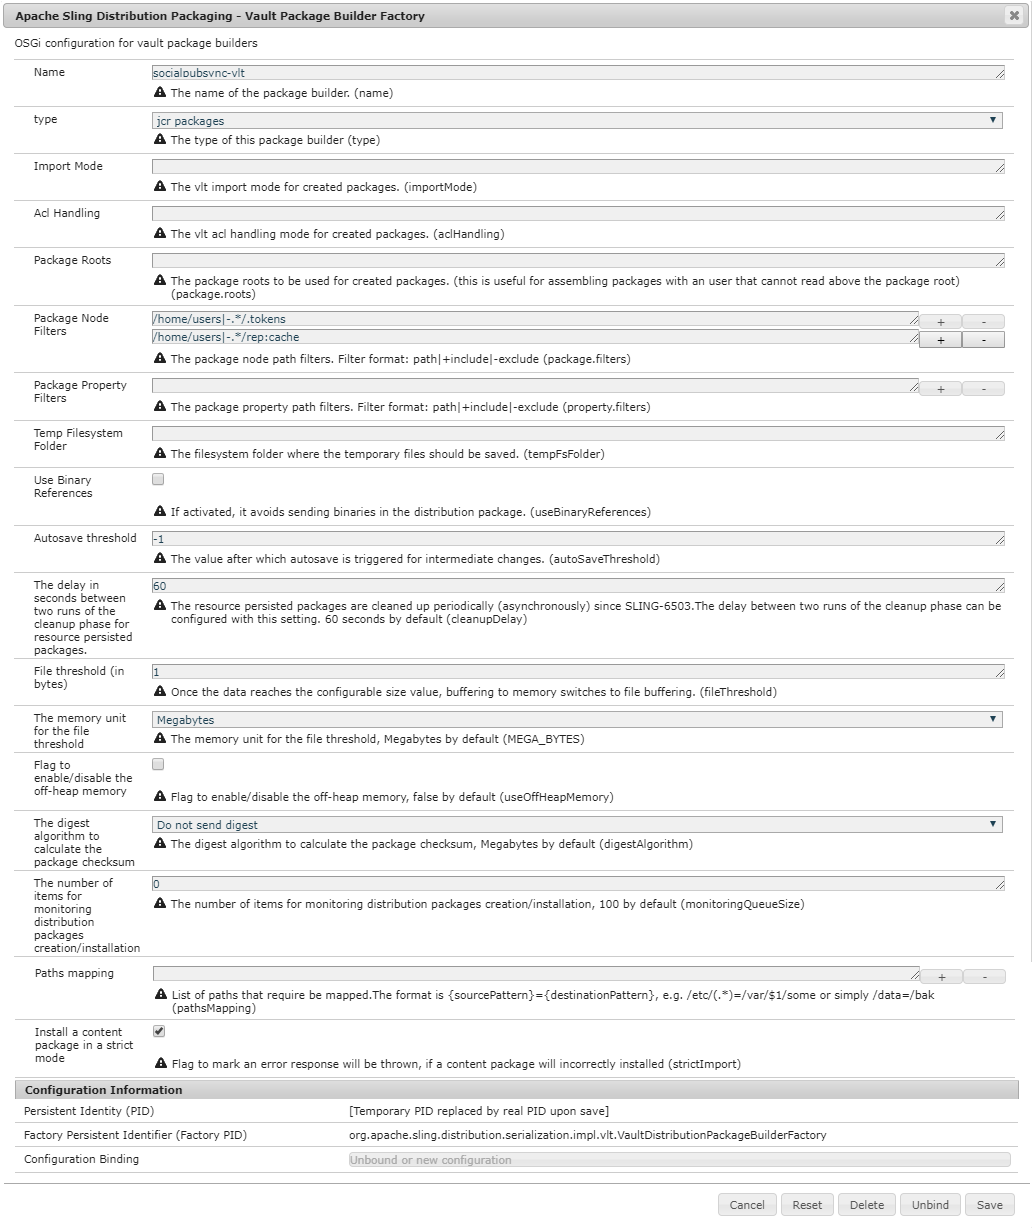 Apache Sling Distribution Packaging - Vault Package Builder Factory
OSGi configuration for vault package builders
Name
socialpubsync-vlt
The name of the package builder. (name)
type
jcr packages
The type of this package builder (type)
Import Mode
The vlt import mode for created packages. (importMode)
Acl Handling
The vlt acl handling mode for created packages. (aclHandling)
Package Roots
The package roots to be used for created packages. (this is useful for assembling packages with an user that cannot read above the package root)
(package.roots)
Package Node
Filters
/home/users|-.*/.tokens
+ -
/home/users|-.*/rep:cache
+ -
The package node path filters. Filter format: path|+include|-exclude (package.filters)
Package Property
Filters
+ -
The package property path filters. Filter format: path|+include|-exclude (property.filters)
Temp Filesystem
Folder
The filesystem folder where the temporary files should be saved. (tempFsFolder)
Use Binary
References
If activated, it avoids sending binaries in the distribution package. (useBinaryReferences)
Autosave threshold
-1
The value after which autosave is triggered for intermediate changes. (autoSaveThreshold)
The delay in
seconds between
two runs of the
cleanup phase for
resource persisted
packages.
60
The resource persisted packages are cleaned up periodically (asynchronously) since SLING-6503.The delay between two runs of the cleanup phase can be
configured with this setting. 60 seconds by default (cleanupDelay)
File threshold (in
bytes)
1
Once the data reaches the configurable size value, buffering to memory switches to file buffering. (fileThreshold)
The memory unit
for the file
threshold
Megabytes
The memory unit for the file threshold, Megabytes by default (MEGA_BYTES)
Flag to
enable/disable the
off-heap memory
Flag to enable/disable the off-heap memory, false by default (useOffHeapMemory)
The digest
algorithm to
calculate the
package checksum
Do not send digest
The digest algorithm to calculate the package checksum, Megabytes by default (digestAlgorithm)
The number of
items for
monitoring
distribution
packages
creation/installation
0
The number of items for monitoring distribution packages creation/installation, 100 by default (monitoringQueueSize)
Paths mapping
+ -
List of paths that require be mapped.The format is {sourcePattern}={destinationPattern}, e.g. /etc/(.*)=/var/$1/some or simply /data=/bak
(pathsMapping)
Install a content
package in a strict
mode
Flag to mark an error response will be thrown, if a content package will incorrectly installed (strictImport)
Configuration Information
Persistent Identity (PID)
[Temporary PID replaced by real PID upon save]
Factory Persistent Identifier (Factory PID)
org.apache.sling.distribution.serialization.impl.vlt.VaultDistributionPackageBuilderFactory
Configuration Binding
Unbound or new configuration
Cancel Reset Delete Unbind Save